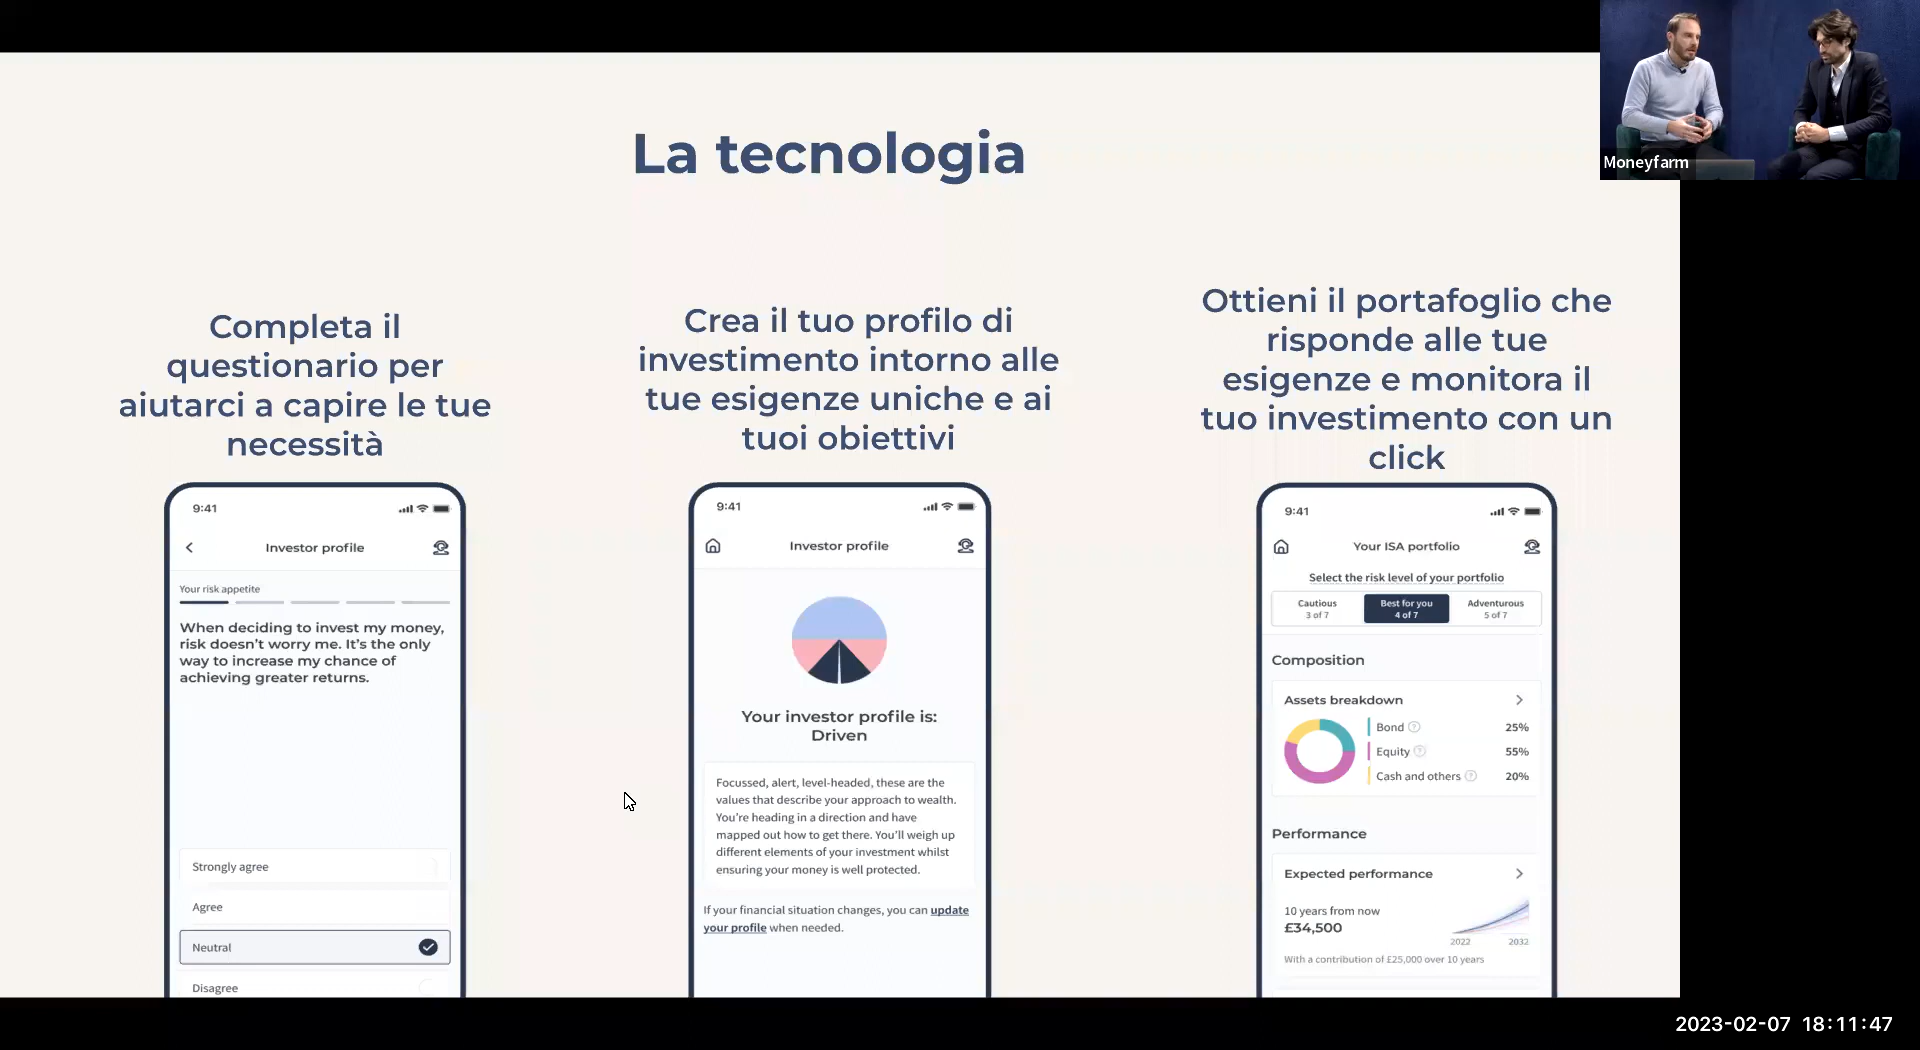 Moneyfarm
La tecnologia
Completa il
questionario per
aiutarci a capire le tue
necessità
9:41
Investor profile
Your risk appetite
When deciding to invest my money,
risk doesn't worry me. It's the only
way to increase my chance of
achieving greater returns.
Strongly agree
Agree
Neutral
Disagree
Crea il tuo profilo di
investimento intorno alle
tue esigenze uniche e ai
tuoi obiettivi
9:41
Investor profile
Your investor profile is:
Driven
Focussed, alert, level-headed, these are the
values that describe your approach to wealth.
You're heading in a direction and have
mapped out how to get there. You'll weigh up
different elements of your investment whilst
ensuring your money is well protected.
If your financial situation changes, you can update
your profile when needed.
Ottieni il portafoglio che
risponde alle tue
esigenze e monitora il
tuo investimento con un
click
9:41
Your ISA portfolio
Select the risk level of your portfolio
Cautious
3 of 7
Best for you
4 of 7
Adventurous
5 of 7
Composition
Assets breakdown
Bond ? 25%
Equity ? 55%
Cash and others ? 20%
Performance
Expected performance
10 years from now
£34,500
2022 2032
With a contribution of £25,000 over 10 years
2023-02-07 18:11:47